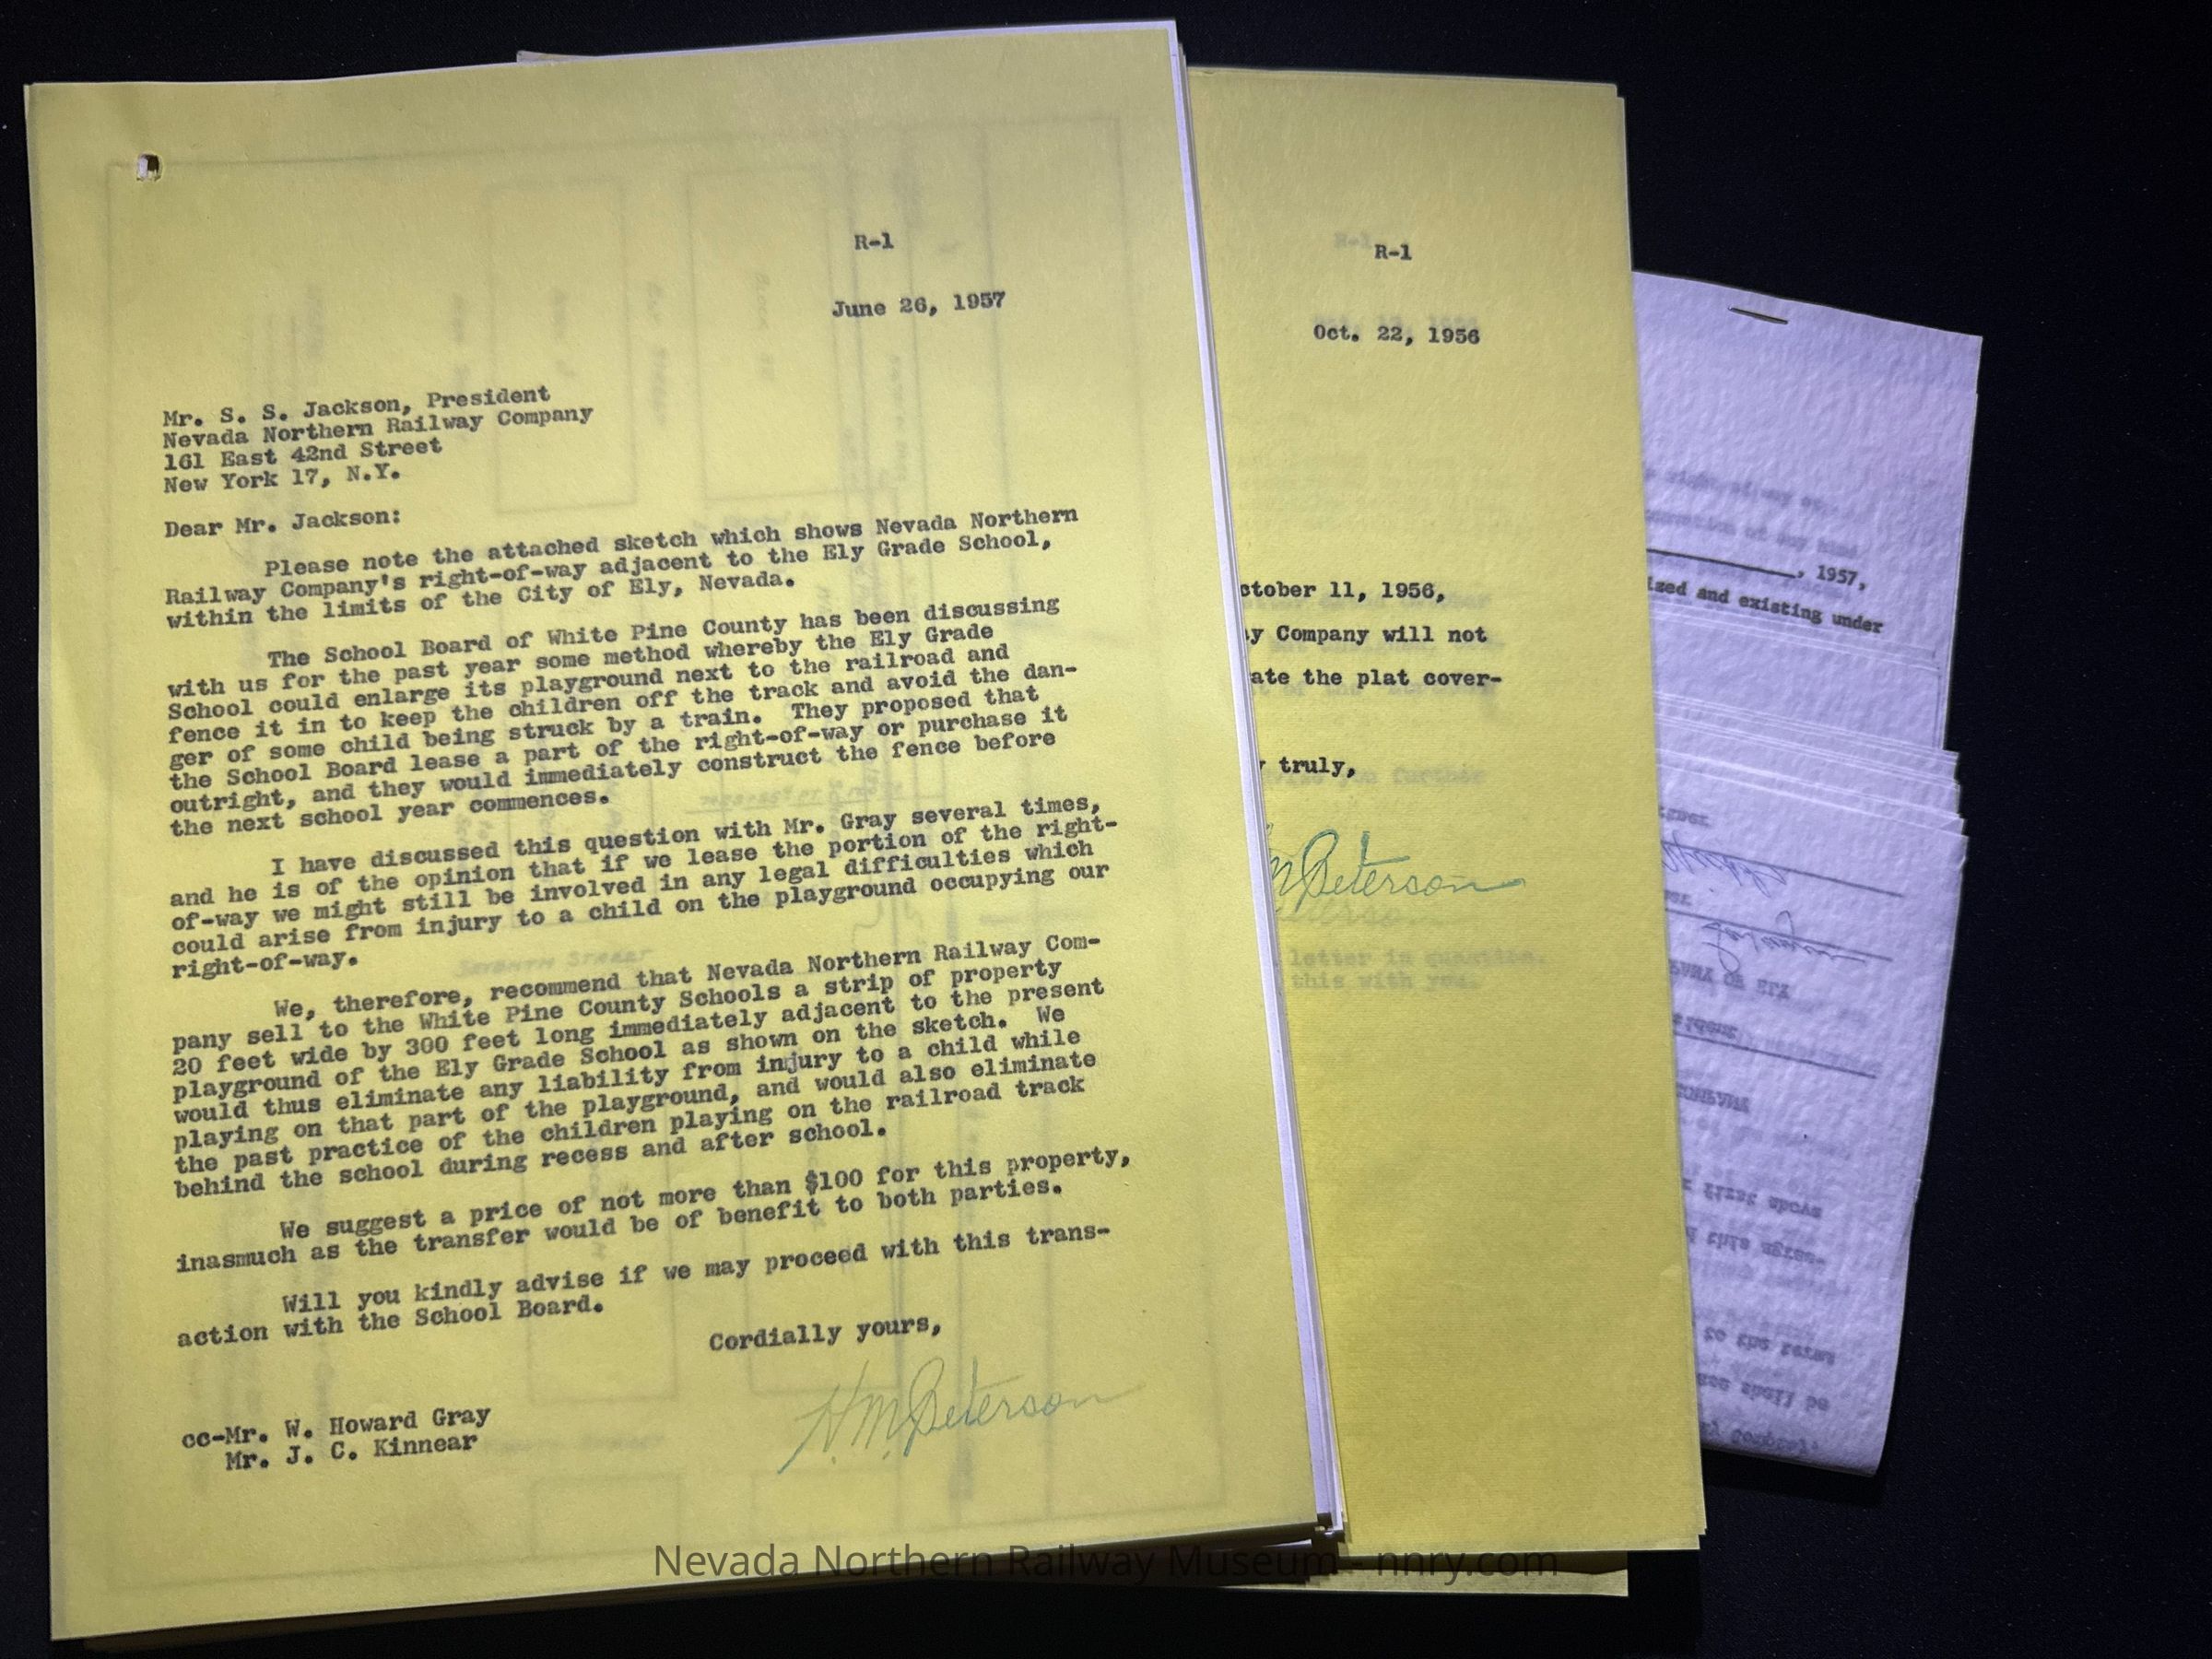 R-1
June 26, 1957
Mr. S. S. Jackson, President
Nevada Northern Railway Company
161 East 42nd Street
New York 17, N.Y.
Dear Mr. Jackson:
Please note the attached sketch which shows Nevada Northern
Railway Company's right-of-way adjacent to the Ely Grade School,
within the limits of the City of Ely, Nevada.
The School Board of White Pine County has been discussing
with us for the past year some method whereby the Ely Grade
School could enlarge its playground next to the railroad and
fence it in to keep the children off the track and avoid the dan-
ger of some child being struck by a train. They proposed that
the School Board lease a part of the right-of-way or purchase it
outright, and they would immediately construct the fence before
the next school year commences.
I have discussed this question with Mr. Gray several times,
and he is of the opinion that if we lease the portion of the right-
of-way we might still be involved in any legal difficulties which
could arise from injury to a child on the playground occupying our
right-of-way.
We, therefore, recommend that Nevada Northern Railway Com-
pany sell to the White Pine County Schools a strip of property
20 feet wide by 300 feet long immediately adjacent to the present
playground of the Ely Grade School as shown on the sketch. We
would thus eliminate any liability from injury to a child while
playing on that part of the playground, and would also eliminate
the past practice of the children playing on the railroad track
behind the school during recess and after school.
We suggest a price of not more than $100 for this property,
inasmuch as the transfer would be of benefit to both parties.
Will you kindly advise if we may proceed with this trans-
action with the School Board.
Cordially yours,
H M Peterson
cc-Mr. W. Howard Gray
Mr. J. C. Kinnear
SEVENTH STREET
R-1
Oct. 22, 1956
ctober 11, 1956,
y Company will not
ate the plat cover-
truly,
M Peterson
letter in question.
this with you.
, 1957,
ized and existing under
Nevada Northern Railway Museum - nnry.com